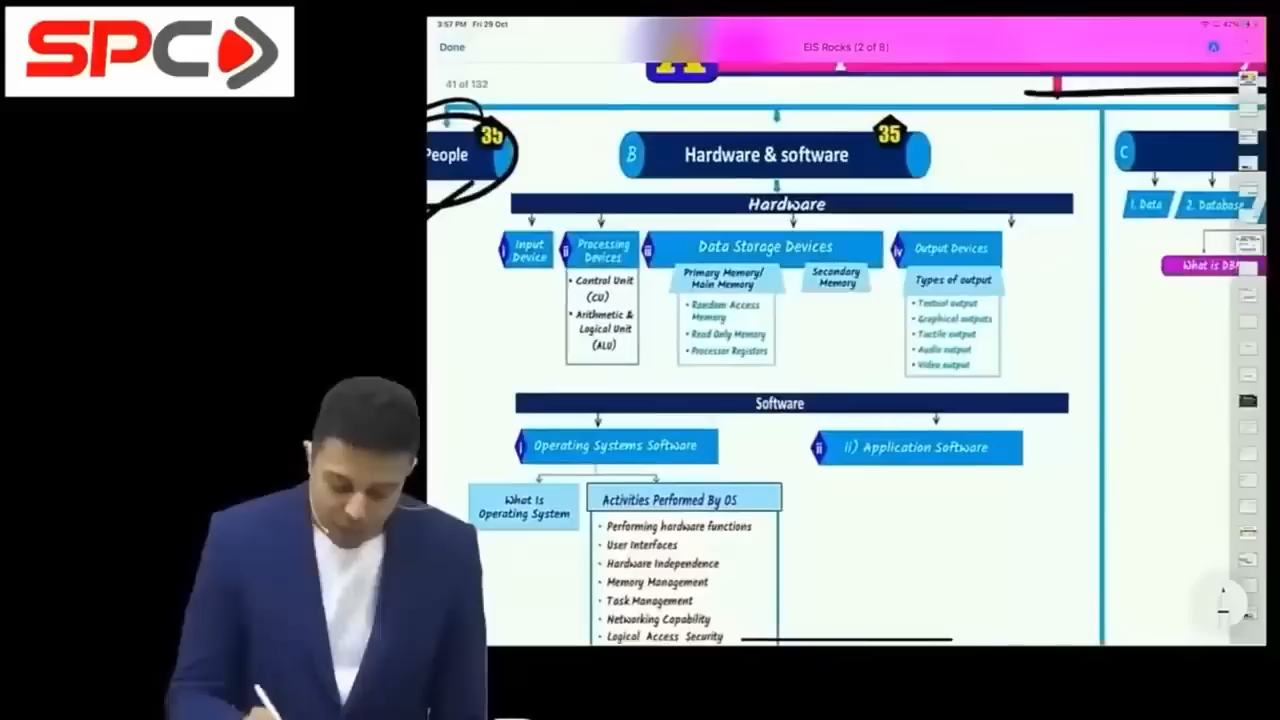 SPC
3:57 PM Fri 29 Oct
42%
Done
EIS Rocks (2 of 8)
41 of 132
People
35
B
Hardware & software
35
C
Hardware
1. Data
2. Database
i
Input
Device
ii
Processing
Devices
iii
Data Storage Devices
iv
Output Devices
What is DB
• Control Unit
(CU)
• Arithmetic &
Logical Unit
(ALU)
Primary Memory/
Main Memory
Secondary
Memory
• Random Access
Memory
• Read Only Memory
• Processor Registers
Types of output
• Textual output
• Graphical outputs
• Tactile output
• Audio output
• Video output
Software
i
Operating Systems Software
ii
ii) Application Software
What Is
Operating System
Activities Performed By OS
• Performing hardware functions
• User Interfaces
• Hardware Independence
• Memory Management
• Task Management
• Networking Capability
• Logical Access Security